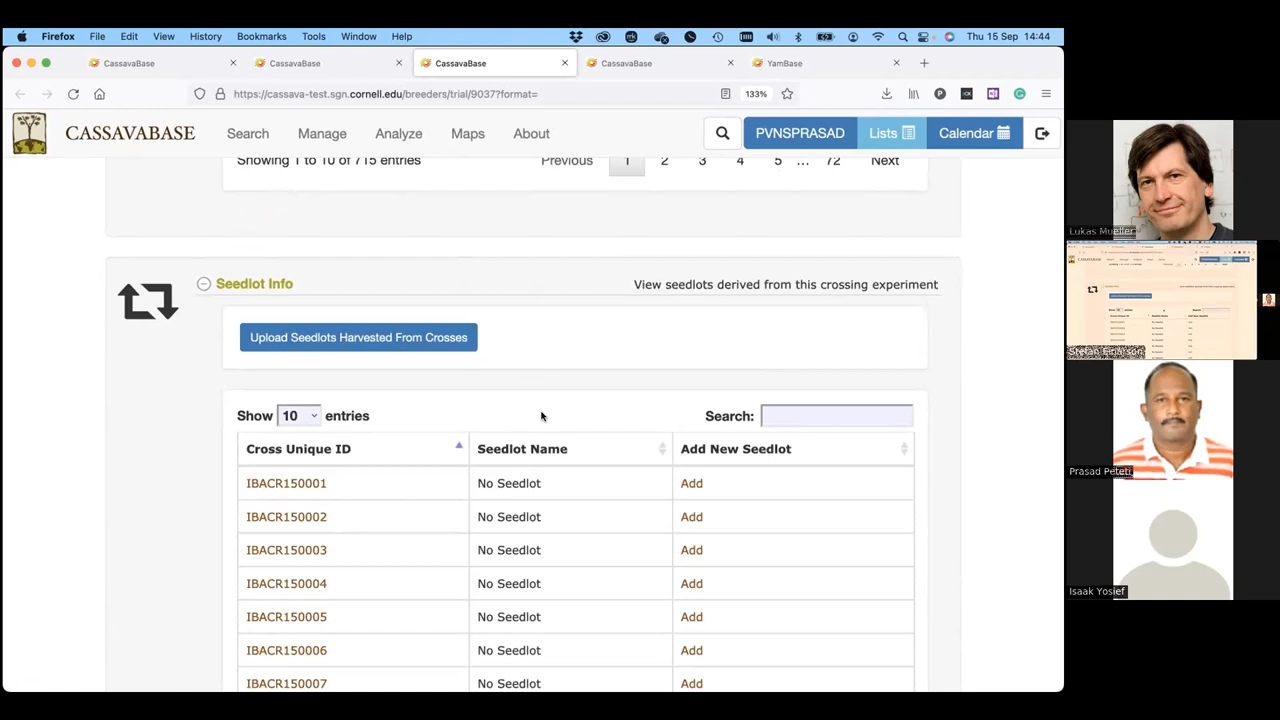 Firefox File Edit View History Bookmarks Tools Window Help Thu 15 Sep 14:44
CassavaBase CassavaBase CassavaBase CassavaBase YamBase
https://cassava-test.sgn.cornell.edu/breeders/trial/9037?format= 133%
CASSAVABASE Search Manage Analyze Maps About PVNSPRASAD Lists Calendar
Showing 1 to 10 of 715 entries Previous 1 2 3 4 5 ... 72 Next
Seedlot Info View seedlots derived from this crossing experiment
Upload Seedlots Harvested From Crosses
Show 10 entries Search:
Cross Unique ID Seedlot Name Add New Seedlot
IBACR150001 No Seedlot Add
IBACR150002 No Seedlot Add
IBACR150003 No Seedlot Add
IBACR150004 No Seedlot Add
IBACR150005 No Seedlot Add
IBACR150006 No Seedlot Add
IBACR150007 No Seedlot Add
Lukas Mueller
Stefan Einarson
Prasad Peteti
Isaak Yosief